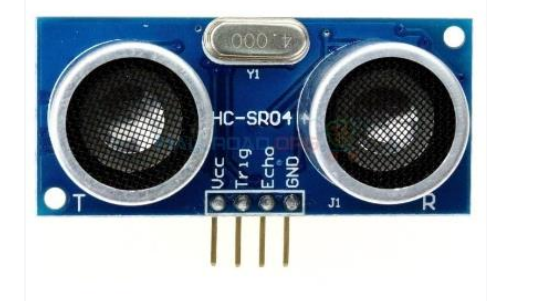 4.000
Y1
HC-SR04
Vcc
Trig
Echo
GND
T
J1
R